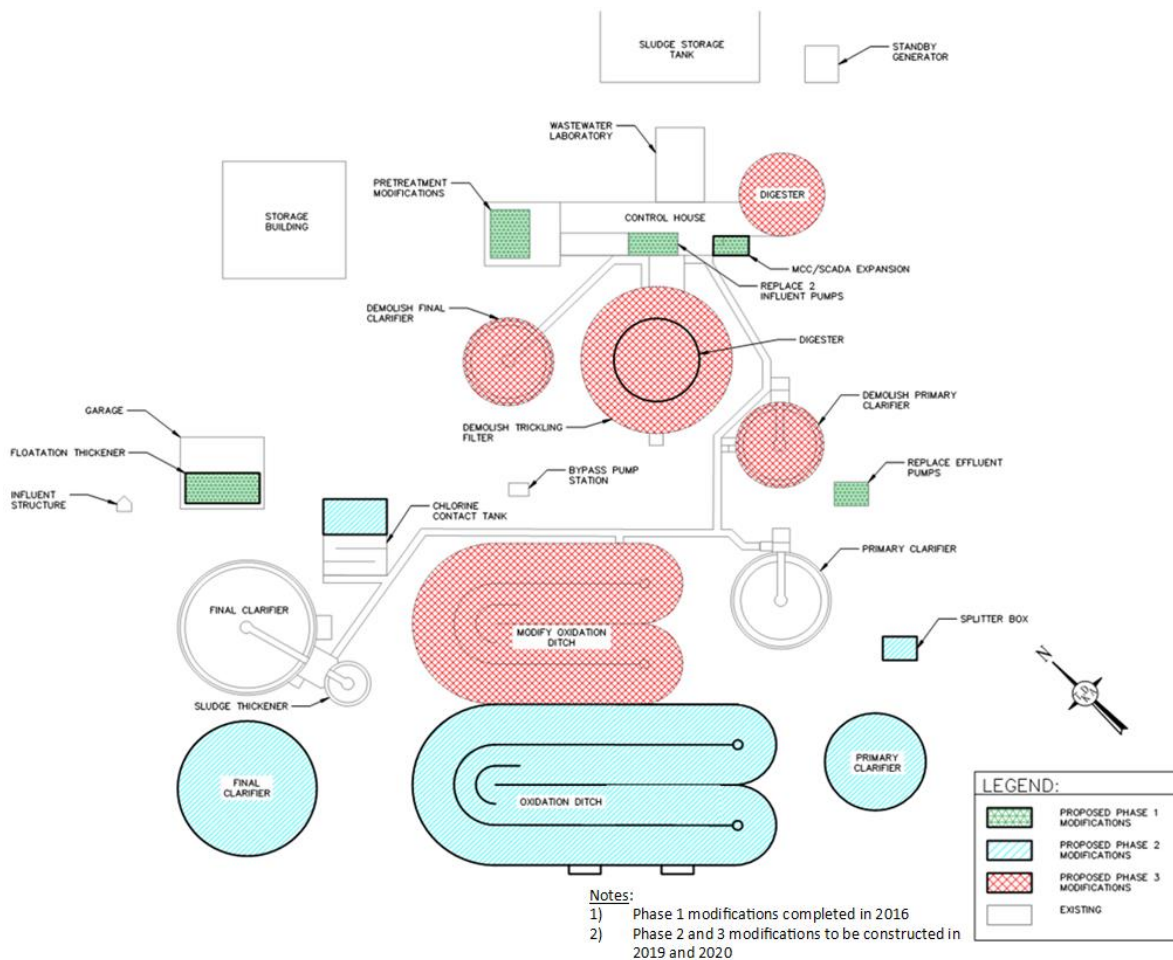 SLUDGE STORAGE
TANK
STANDBY
GENERATOR
WASTEWATER
LABORATORY
PRETREATMENT
MODIFICATIONS
DIGESTER
STORAGE
BUILDING
CONTROL HOUSE
MCC/SCADA EXPANSION
REPLACE 2
INFLUENT PUMPS
DEMOLISH FINAL
CLARIFIER
DIGESTER
DEMOLISH PRIMARY
CLARIFIER
GARAGE
DEMOLISH TRICKLING
FILTER
FLOATATION THICKENER
BYPASS PUMP
STATION
REPLACE EFFLUENT
PUMPS
INFLUENT
STRUCTURE
CHLORINE
CONTACT TANK
PRIMARY CLARIFIER
FINAL CLARIFIER
MODIFY OXIDATION
DITCH
SPLITTER BOX
N
SLUDGE THICKENER
FINAL
CLARIFIER
PRIMARY
CLARIFIER
OXIDATION DITCH
LEGEND:
PROPOSED PHASE 1
MODIFICATIONS
PROPOSED PHASE 2
MODIFICATIONS
PROPOSED PHASE 3
MODIFICATIONS
EXISTING
Notes:
1) Phase 1 modifications completed in 2016
2) Phase 2 and 3 modifications to be constructed in
2019 and 2020